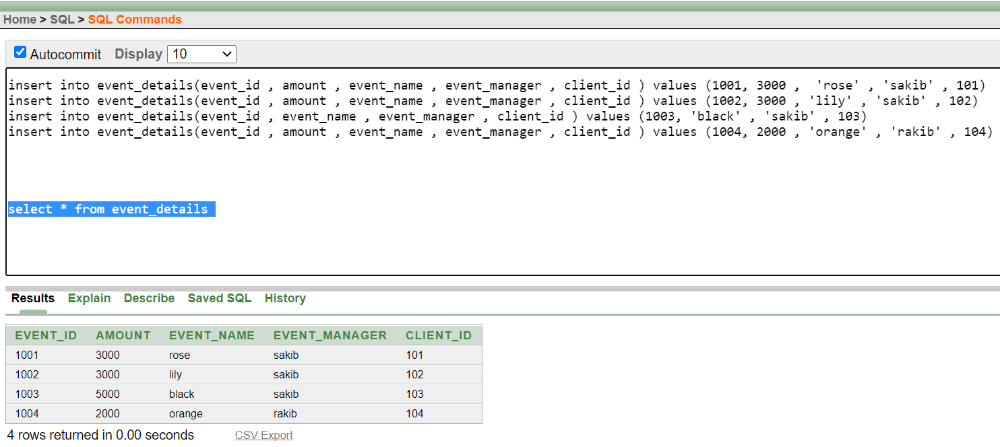 Home > SQL > SQL Commands
Autocommit Display 10
insert into event_details(event_id , amount , event_name , event_manager , client_id ) values (1001, 3000 ,  'rose' , 'sakib' , 101)
insert into event_details(event_id , amount , event_name , event_manager , client_id ) values (1002, 3000 , 'lily' , 'sakib' , 102)
insert into event_details(event_id , event_name , event_manager , client_id ) values (1003, 'black' , 'sakib' , 103)
insert into event_details(event_id , amount , event_name , event_manager , client_id ) values (1004, 2000 , 'orange' , 'rakib' , 104)
select * from event_details
Results Explain Describe Saved SQL History
EVENT_ID AMOUNT EVENT_NAME EVENT_MANAGER CLIENT_ID
1001 3000 rose sakib 101
1002 3000 lily sakib 102
1003 5000 black sakib 103
1004 2000 orange rakib 104
4 rows returned in 0.00 seconds CSV Export